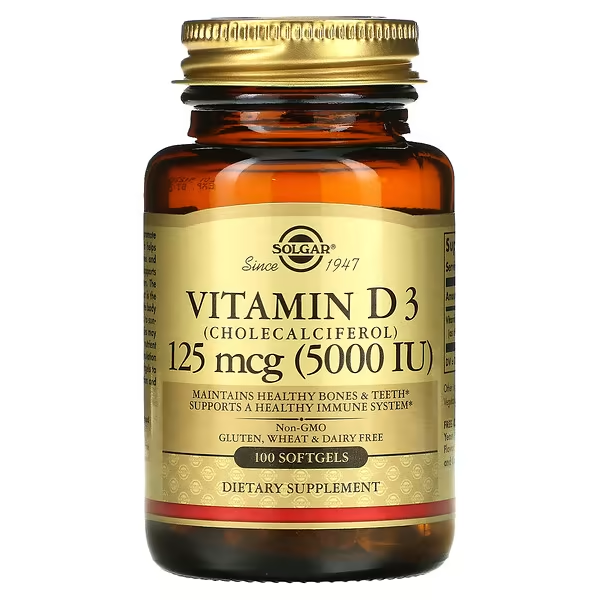 SOLGAR®
Since 1947
VITAMIN D3
(CHOLECALCIFEROL)
125 mcg (5000 IU)
MAINTAINS HEALTHY BONES & TEETH*
SUPPORTS A HEALTHY IMMUNE SYSTEM*
Non-GMO
GLUTEN, WHEAT & DAIRY FREE
100 SOFTGELS
DIETARY SUPPLEMENT